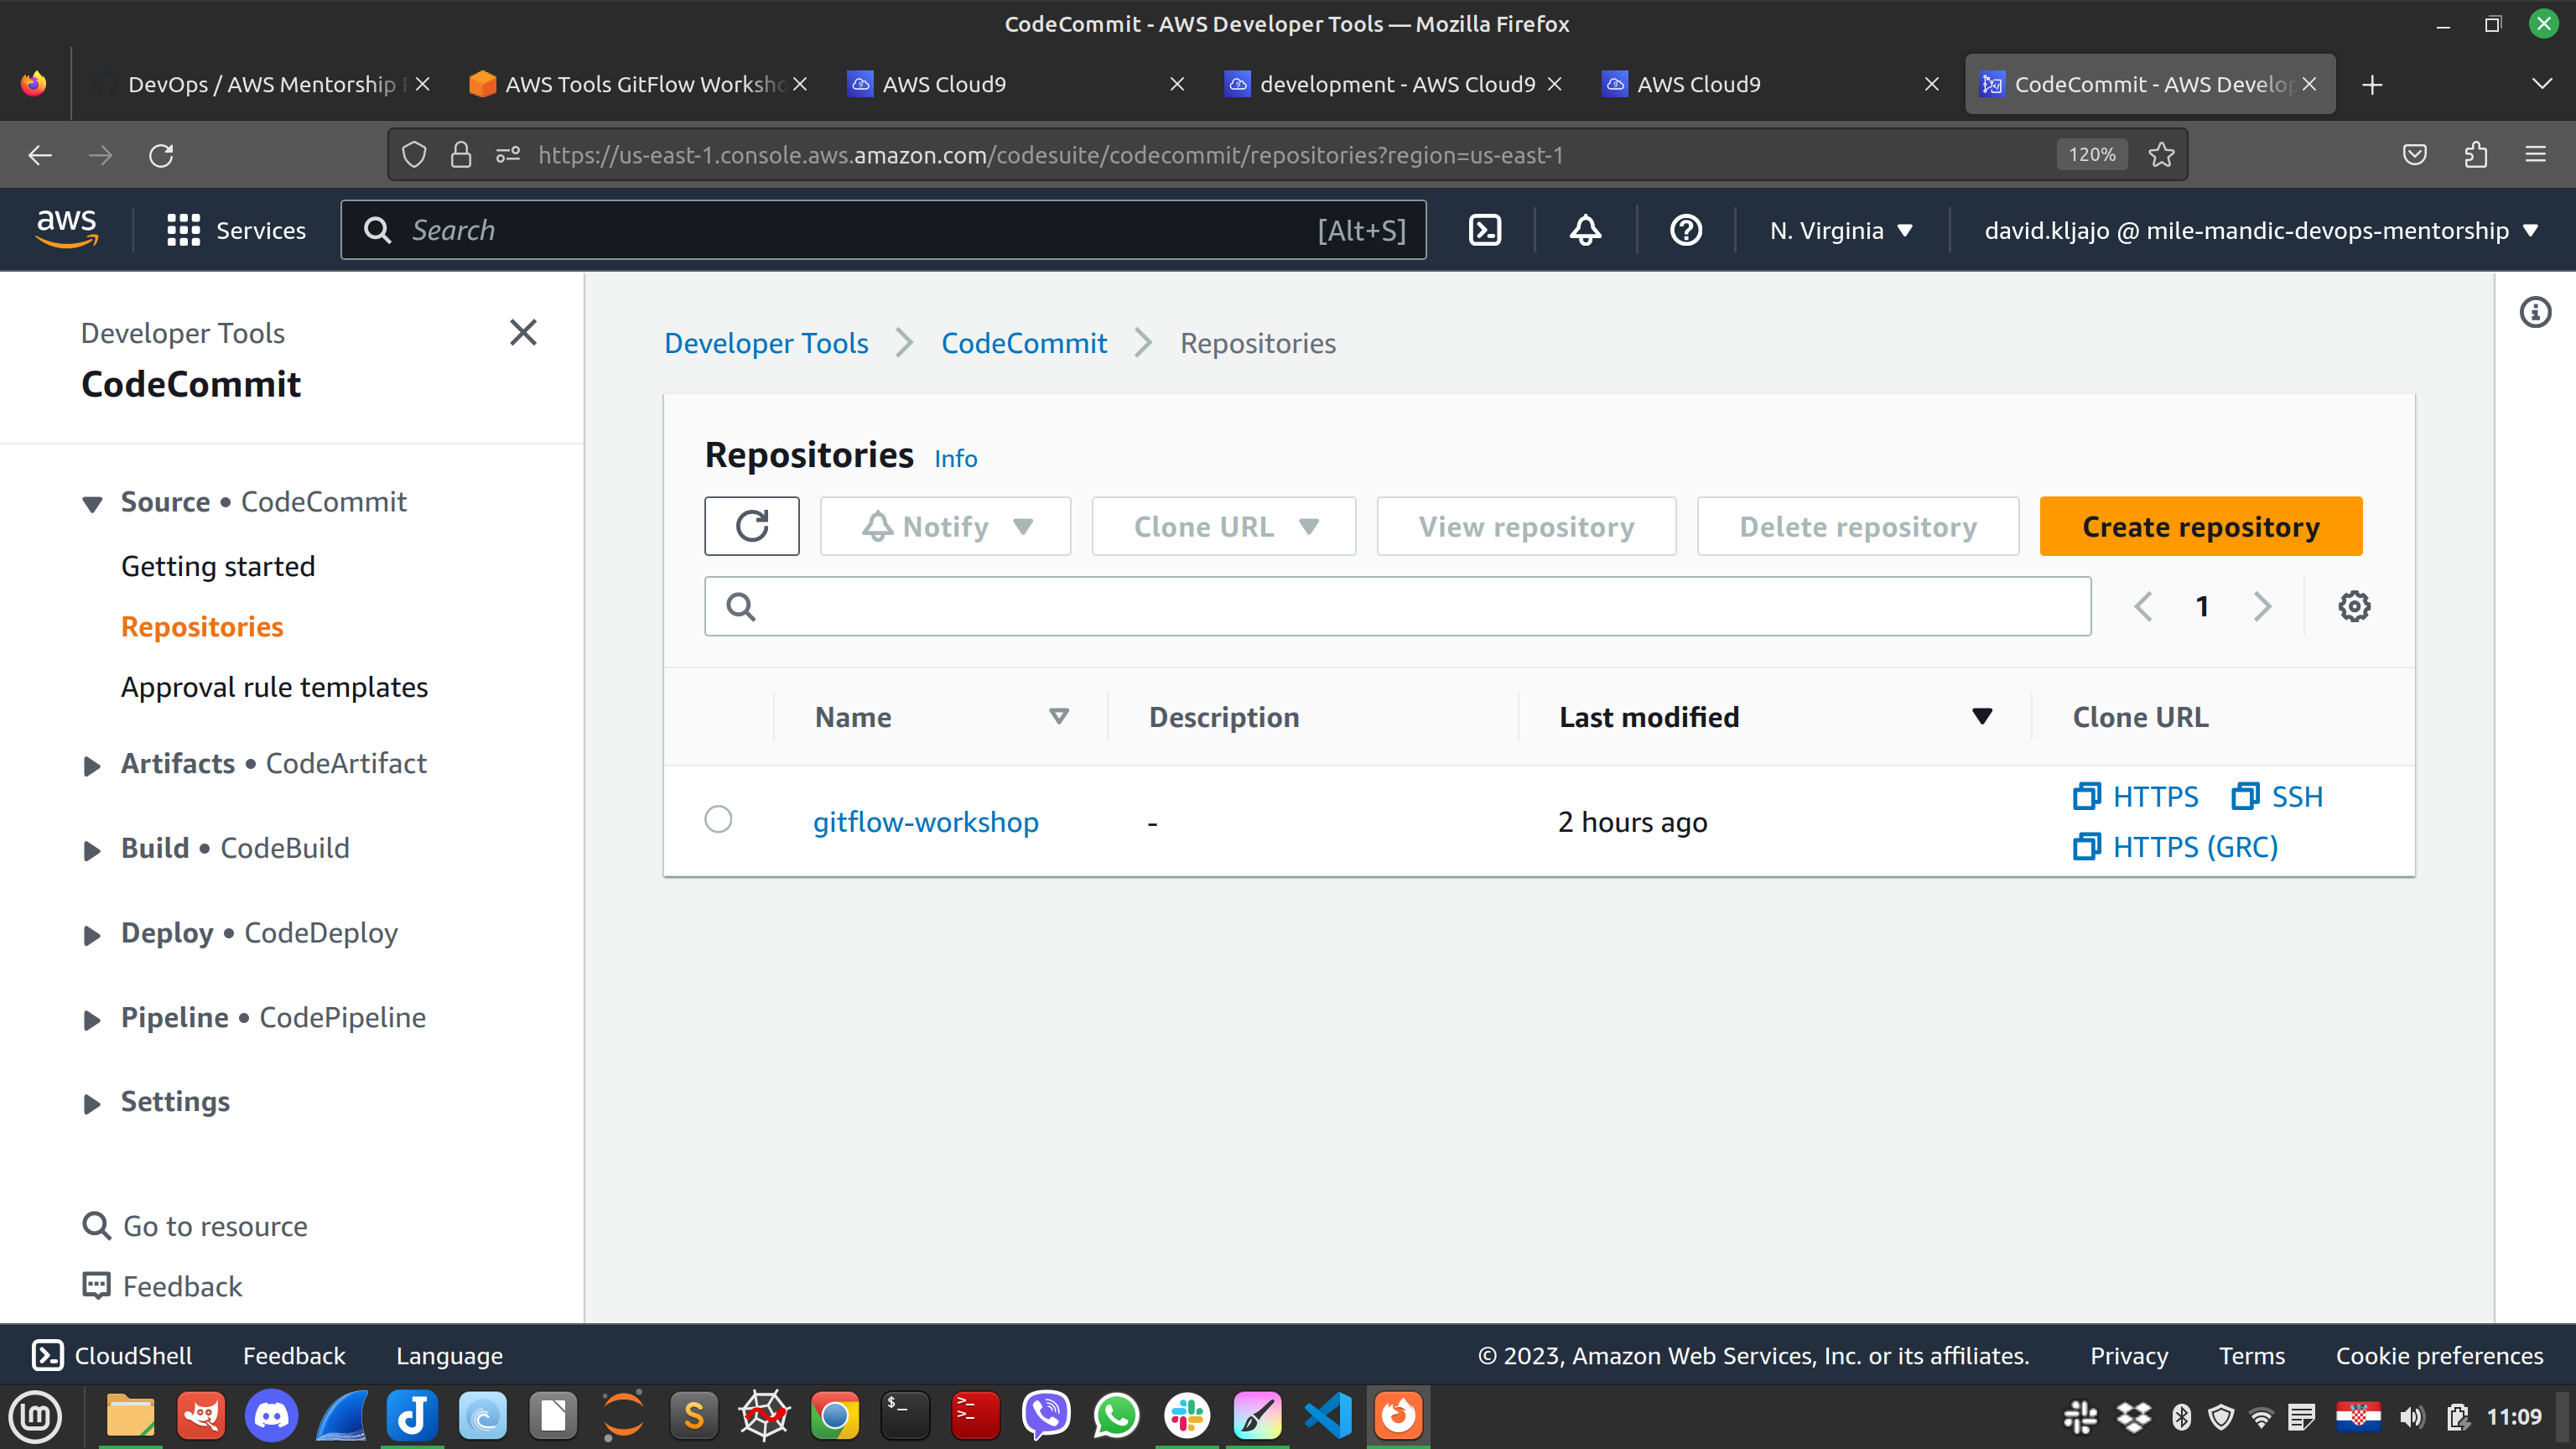 CodeCommit - AWS Developer Tools — Mozilla Firefox
DevOps / AWS Mentorship
AWS Tools GitFlow Worksho
AWS Cloud9
development - AWS Cloud9
AWS Cloud9
CodeCommit - AWS Develop
https://us-east-1.console.aws.amazon.com/codesuite/codecommit/repositories?region=us-east-1
120%
aws
Services
Search
[Alt+S]
N. Virginia
david.kljajo @ mile-mandic-devops-mentorship
Developer Tools
CodeCommit
Source • CodeCommit
Getting started
Repositories
Approval rule templates
Artifacts • CodeArtifact
Build • CodeBuild
Deploy • CodeDeploy
Pipeline • CodePipeline
Settings
Go to resource
Feedback
Developer Tools
CodeCommit
Repositories
Repositories Info
Notify
Clone URL
View repository
Delete repository
Create repository
1
Name
Description
Last modified
Clone URL
gitflow-workshop
-
2 hours ago
HTTPS
SSH
HTTPS (GRC)
CloudShell
Feedback
Language
© 2023, Amazon Web Services, Inc. or its affiliates.
Privacy
Terms
Cookie preferences
11:09